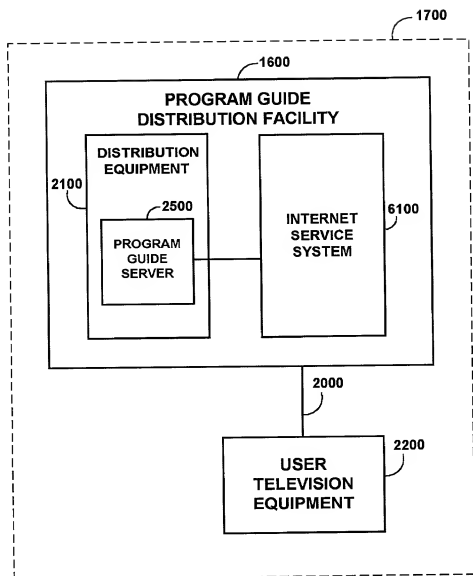 1700
1600
PROGRAM GUIDE
DISTRIBUTION FACILITY
DISTRIBUTION
EQUIPMENT
2100
2500
PROGRAM
GUIDE
SERVER
INTERNET
SERVICE
SYSTEM
6100
2000
2200
USER
TELEVISION
EQUIPMENT